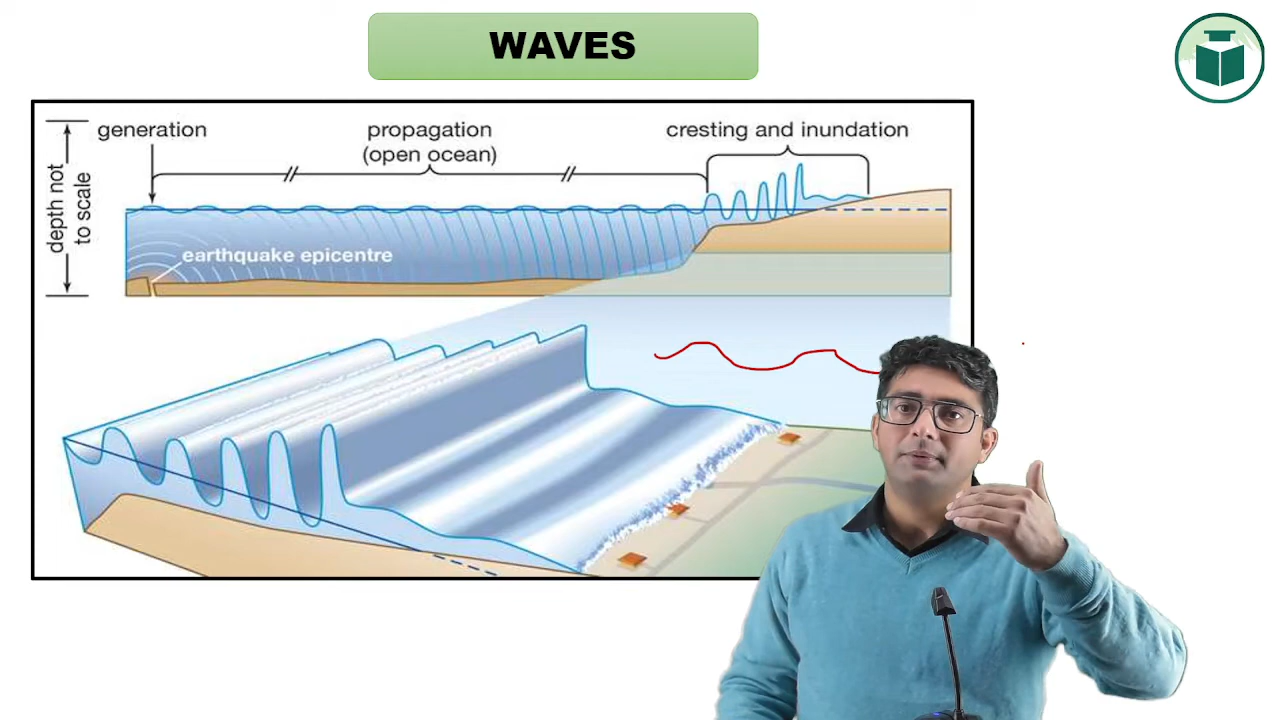 WAVES
generation
propagation
(open ocean)
cresting and inundation
depth not
to scale
earthquake epicentre